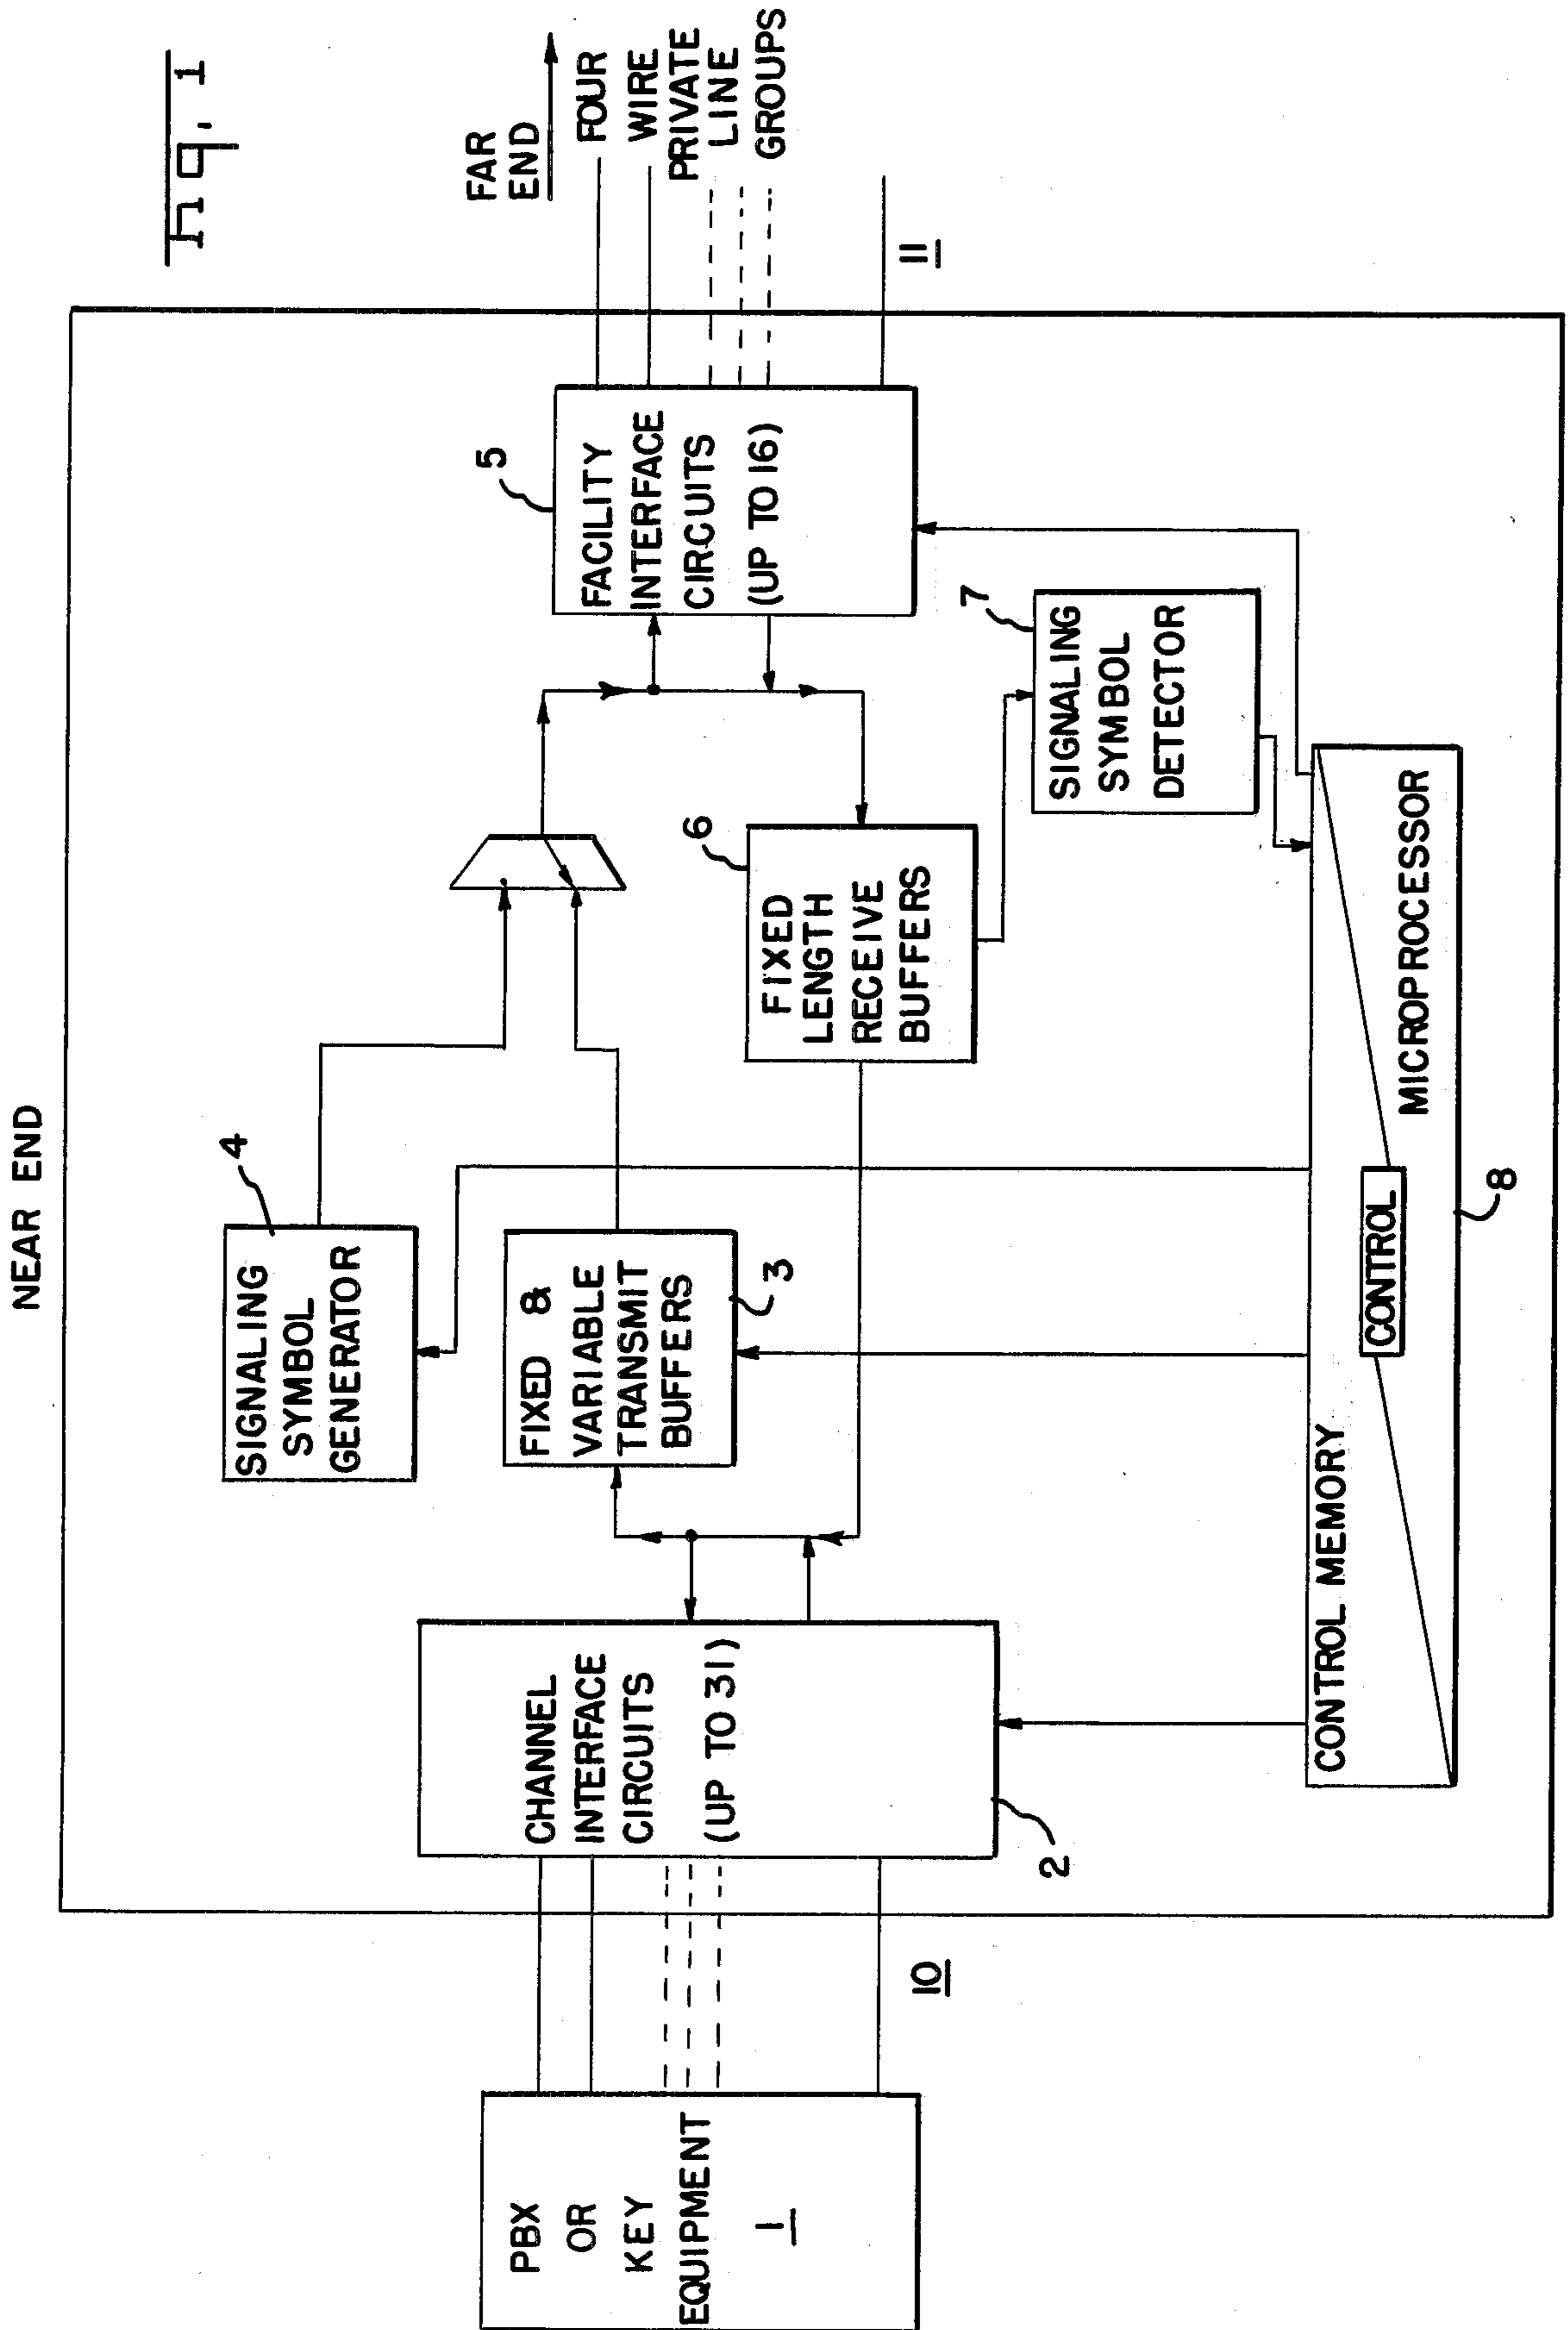 Fig. 1
NEAR END
FAR
END
FOUR
WIRE
PRIVATE
LINE
GROUPS
11
PBX
OR
KEY
EQUIPMENT
1
10
CHANNEL
INTERFACE
CIRCUITS
(UP TO 31)
2
SIGNALING
SYMBOL
GENERATOR
4
FIXED &
VARIABLE
TRANSMIT
BUFFERS
3
FIXED
LENGTH
RECEIVE
BUFFERS
6
FACILITY
INTERFACE
CIRCUITS
(UP TO 16)
5
SIGNALING
SYMBOL
DETECTOR
7
CONTROL MEMORY
CONTROL
MICROPROCESSOR
8